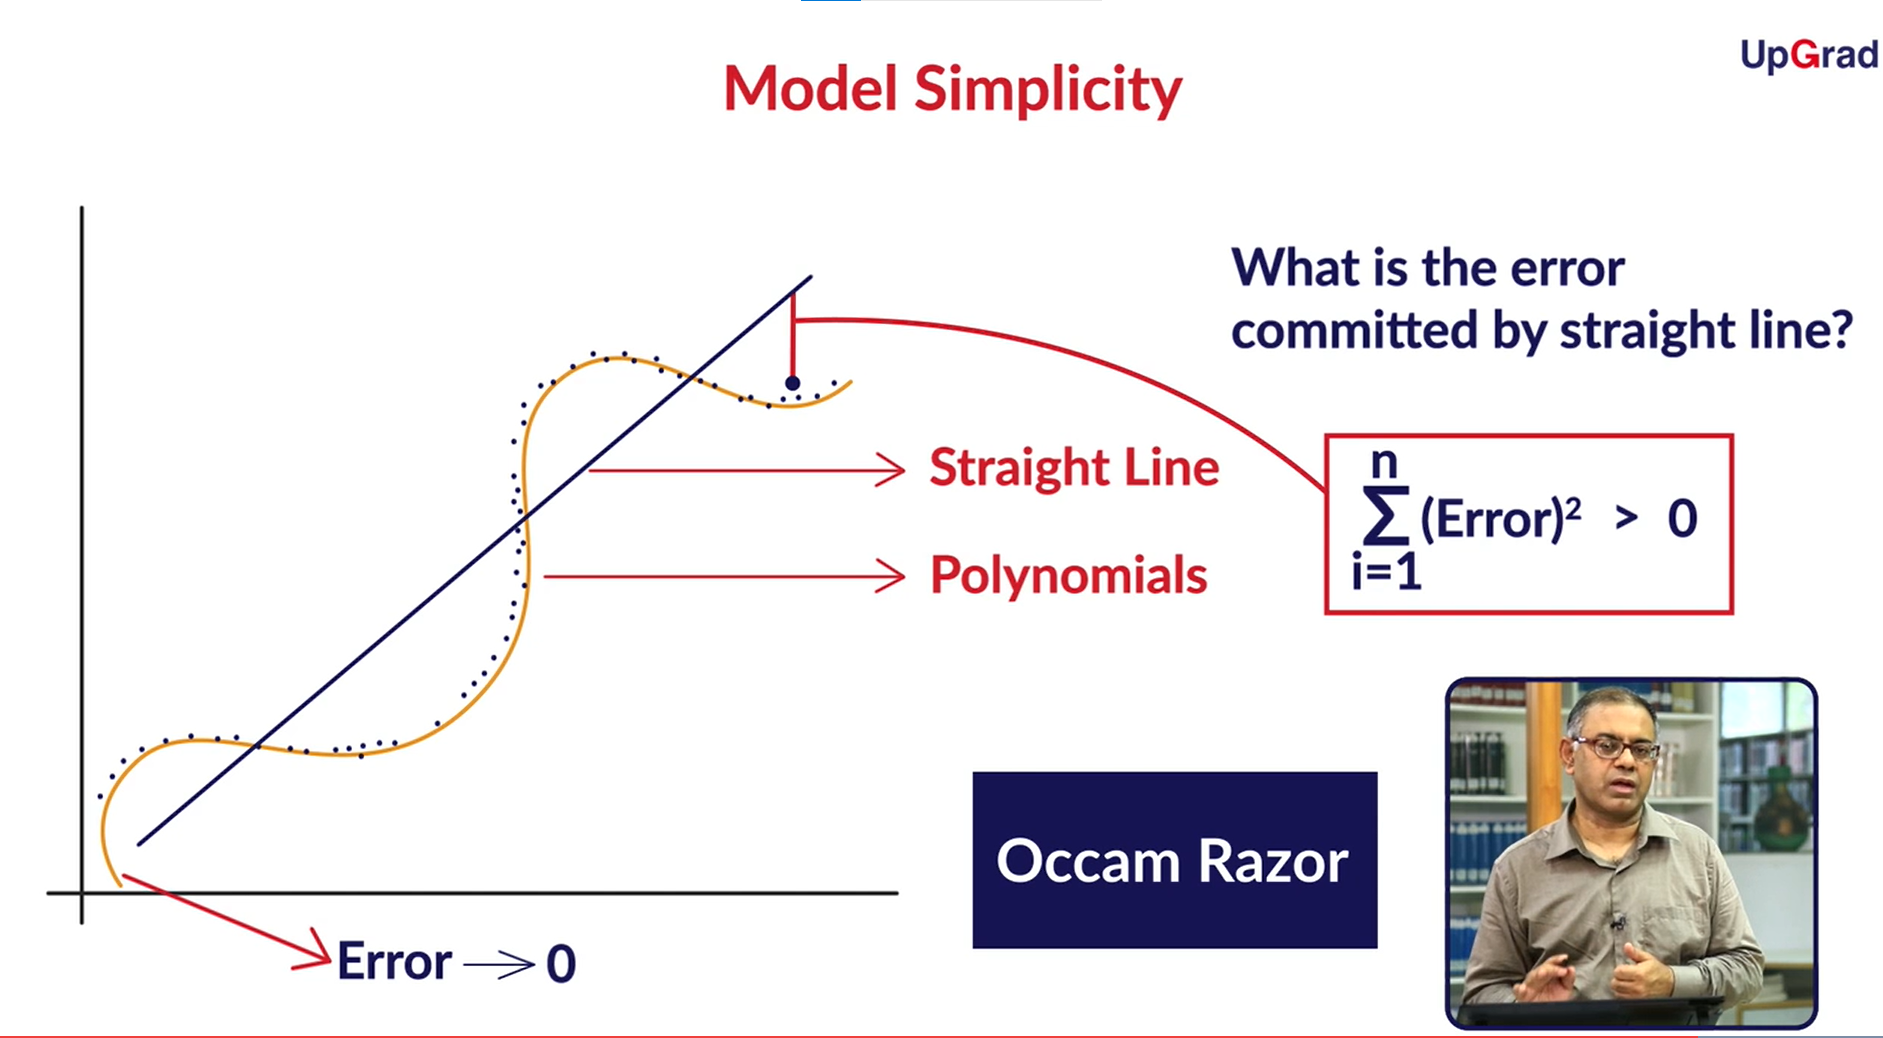 UpGrad
Model Simplicity
What is the error
committed by straight line?
Straight Line
Polynomials
n
Σ(Error)² > 0
i=1
Occam Razor
Error → 0